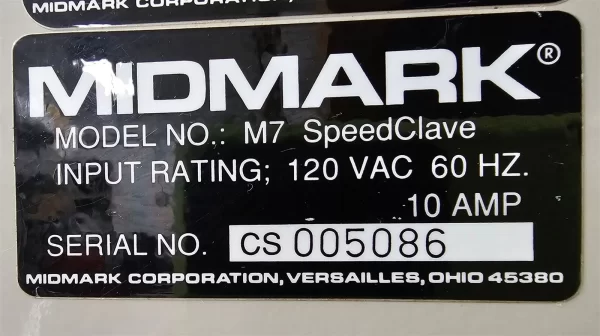 MIDMARK CORPORATION,
MIDMARK®
MODEL NO.: M7 SpeedClave
INPUT RATING; 120 VAC 60 HZ.
10 AMP
SERIAL NO. CS 005086
MIDMARK CORPORATION, VERSAILLES, OHIO 45380